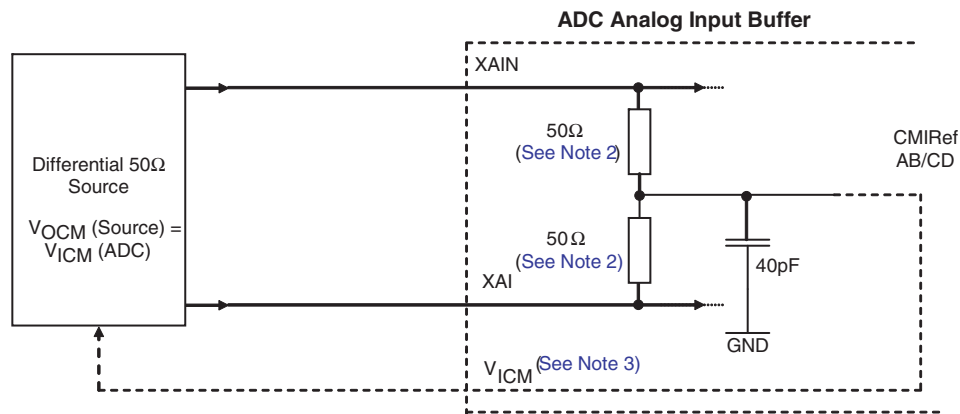 ADC Analog Input Buffer
XAIN
50Ω
(See Note 2)
CMIRef
AB/CD
Differential 50Ω
Source
VOCM (Source) =
VICM (ADC)
50Ω
(See Note 2)
40pF
XAI
GND
VICM (See Note 3)